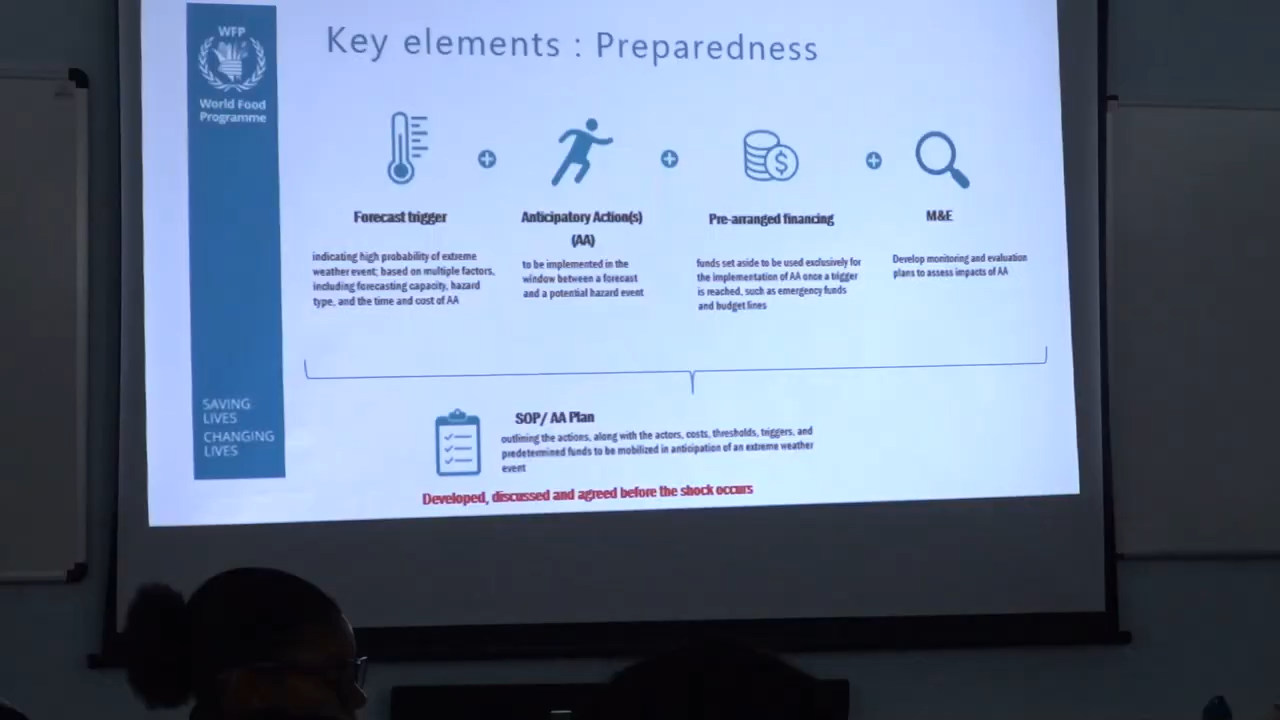 WFP
World Food
Programme
Key elements : Preparedness
Forecast trigger
indicating high probability of extreme
weather event; based on multiple factors,
including forecasting capacity, hazard
type, and the time and cost of AA
Anticipatory Action(s)
(AA)
to be implemented in the
window between a forecast
and a potential hazard event
Pre-arranged financing
funds set aside to be used exclusively for
the implementation of AA once a trigger
is reached, such as emergency funds
and budget lines
M&E
Develop monitoring and evaluation
plans to assess impacts of AA
SAVING
LIVES
CHANGING
LIVES
SOP/ AA Plan
outlining the actions, along with the actors, costs, thresholds, triggers, and
predetermined funds to be mobilized in anticipation of an extreme weather
event
Developed, discussed and agreed before the shock occurs